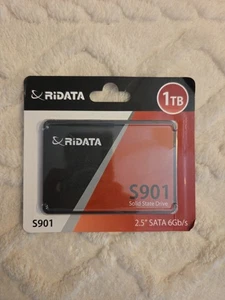 RiDATA
1TB
RiDATA
S901
Solid State Drive
S901
2.5" SATA 6Gb/s